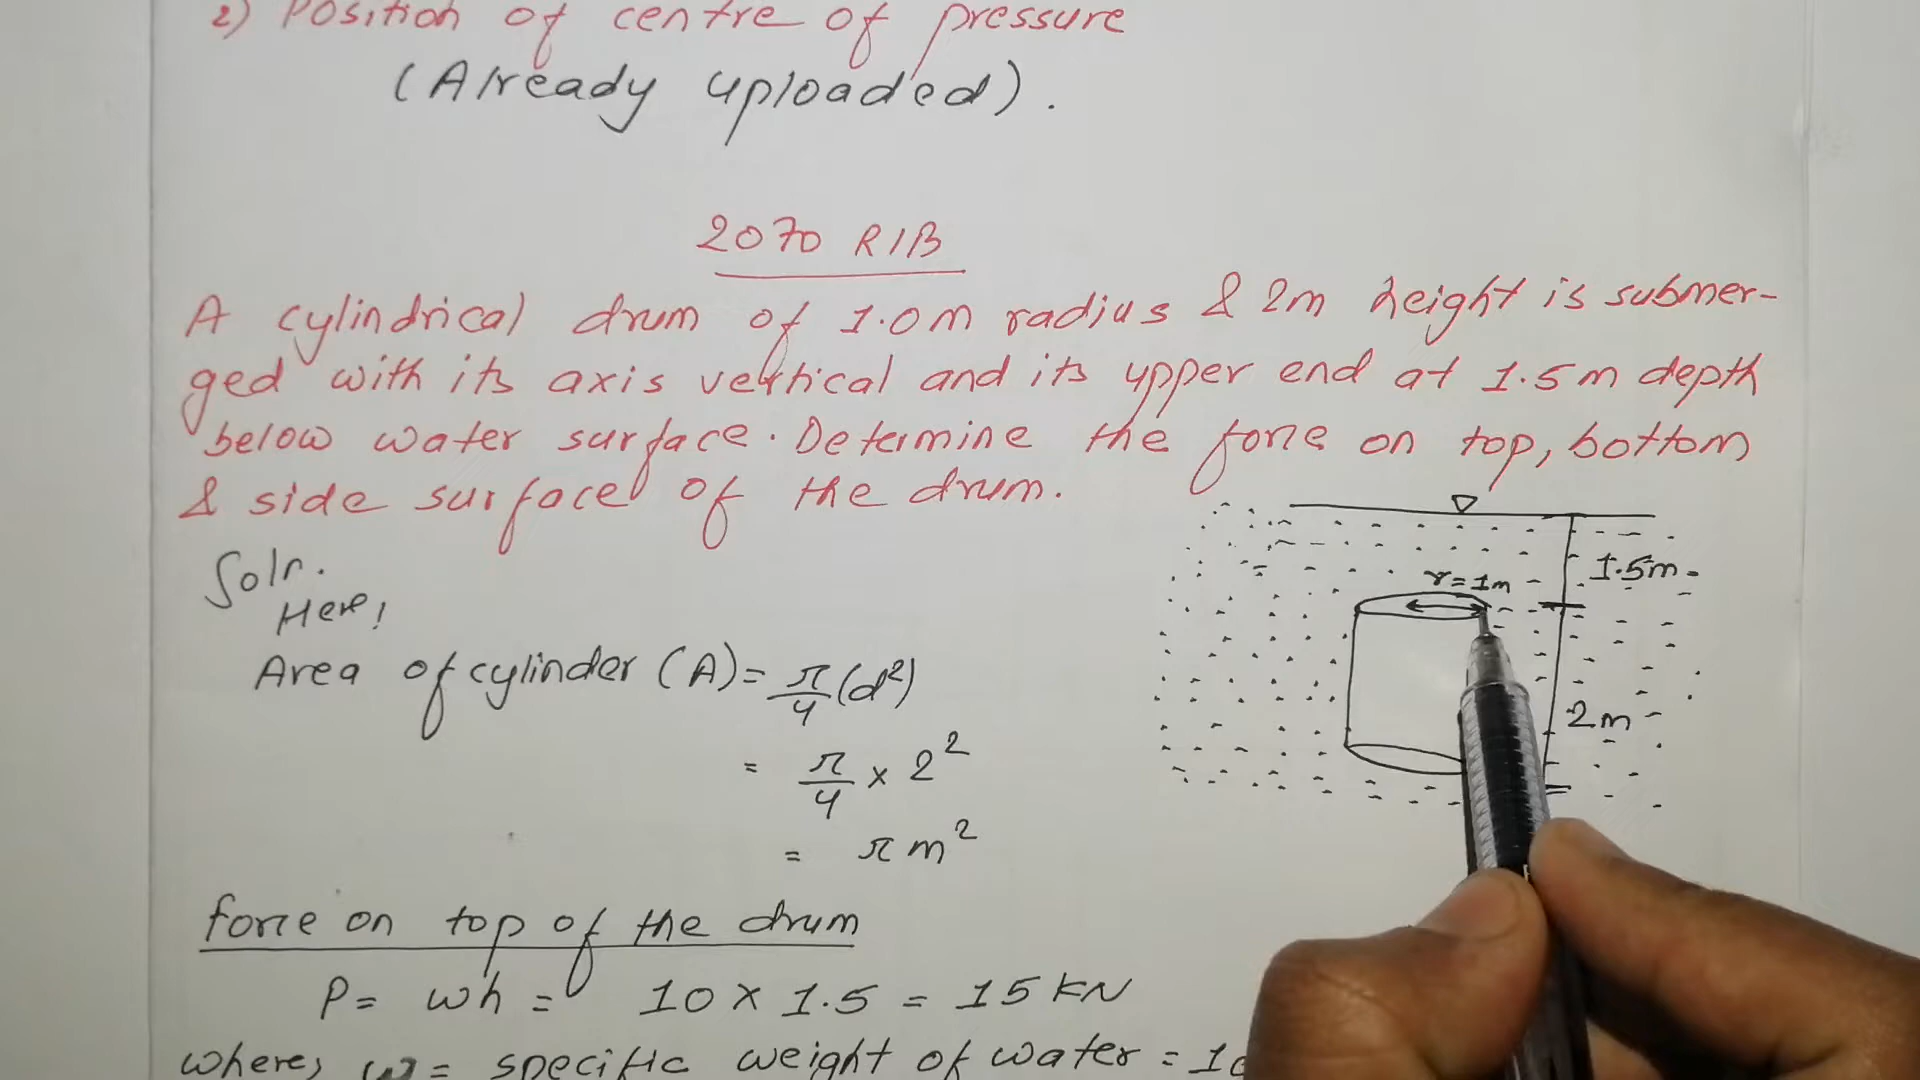 2) Position of centre of pressure
(Already uploaded).
2070 RIB
A cylindrical drum of 1.0m radius & 2m height is submer-
ged with its axis vertical and its upper end at 1.5m depth
below water surface. Determine the force on top, bottom
& side surface of the drum.
Soln.
Here!
1.5m
r=1m
2m
Area of cylinder (A) = π/4 (d²)
= π/4 × 2²
= π m²
force on top of the drum
P = wh = 10 × 1.5 = 15 KN
where, w = specific weight of water = 10